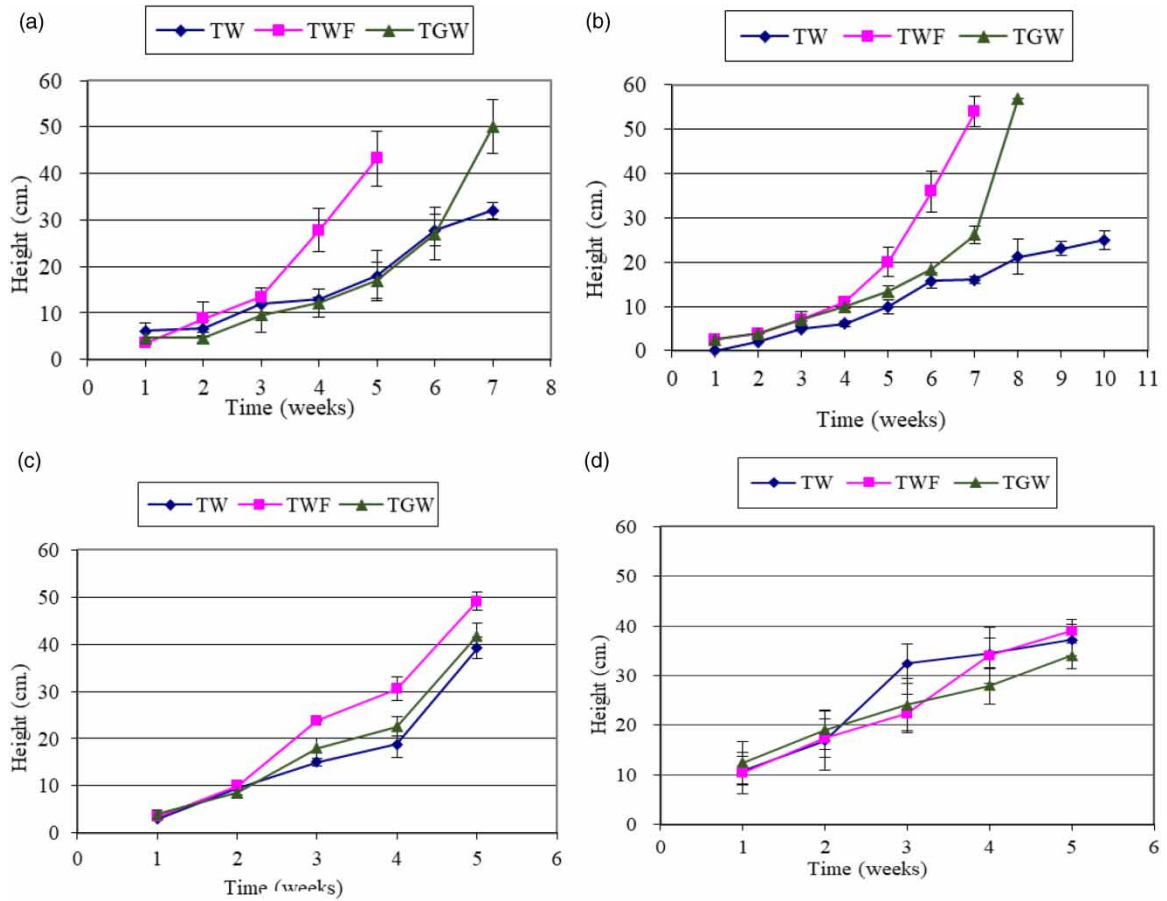 (a)
TW TWF TGW
60
50
40
30
20
10
0
Height (cm.)
0 1 2 3 4 5 6 7 8
Time (weeks)
(b)
TW TWF TGW
60
50
40
30
20
10
0
Height (cm.)
0 1 2 3 4 5 6 7 8 9 10 11
Time (weeks)
(c)
TW TWF TGW
60
50
40
30
20
10
0
Height (cm.)
0 1 2 3 4 5 6
Time (weeks)
(d)
TW TWF TGW
60
50
40
30
20
10
0
Height (cm.)
0 1 2 3 4 5 6
Time (weeks)